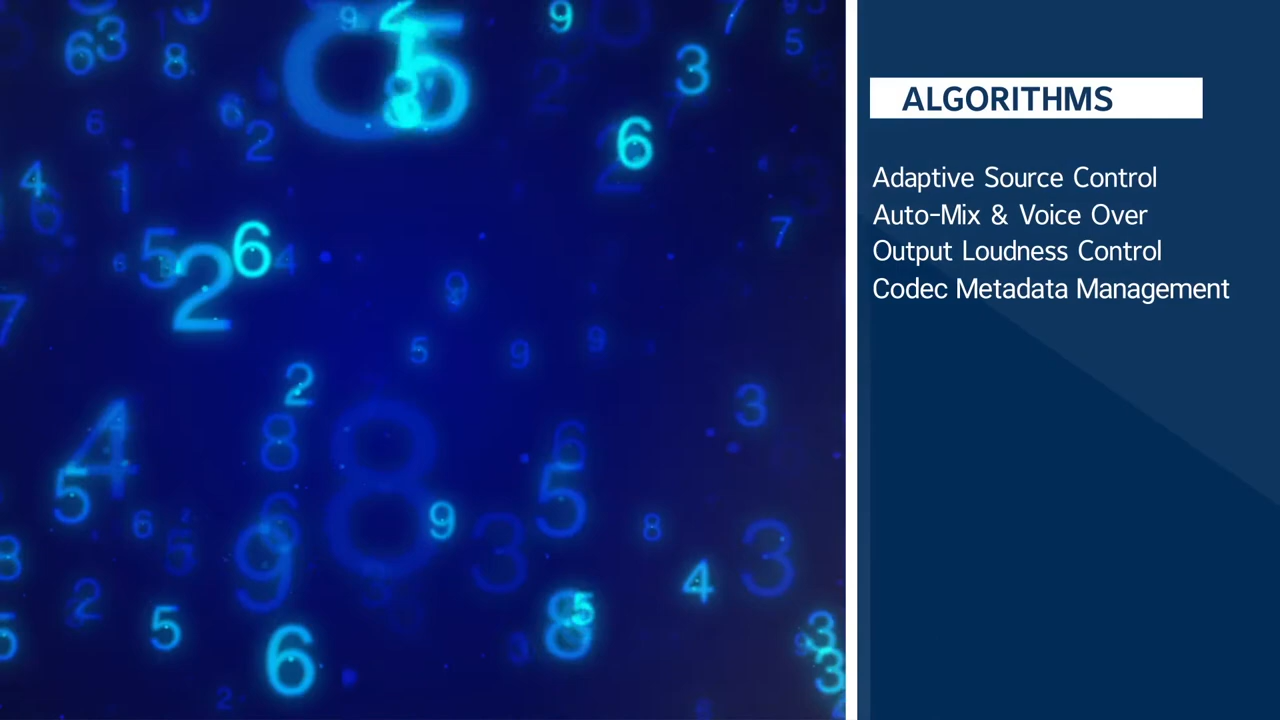 ALGORITHMS
Adaptive Source Control
Auto-Mix & Voice Over
Output Loudness Control
Codec Metadata Management